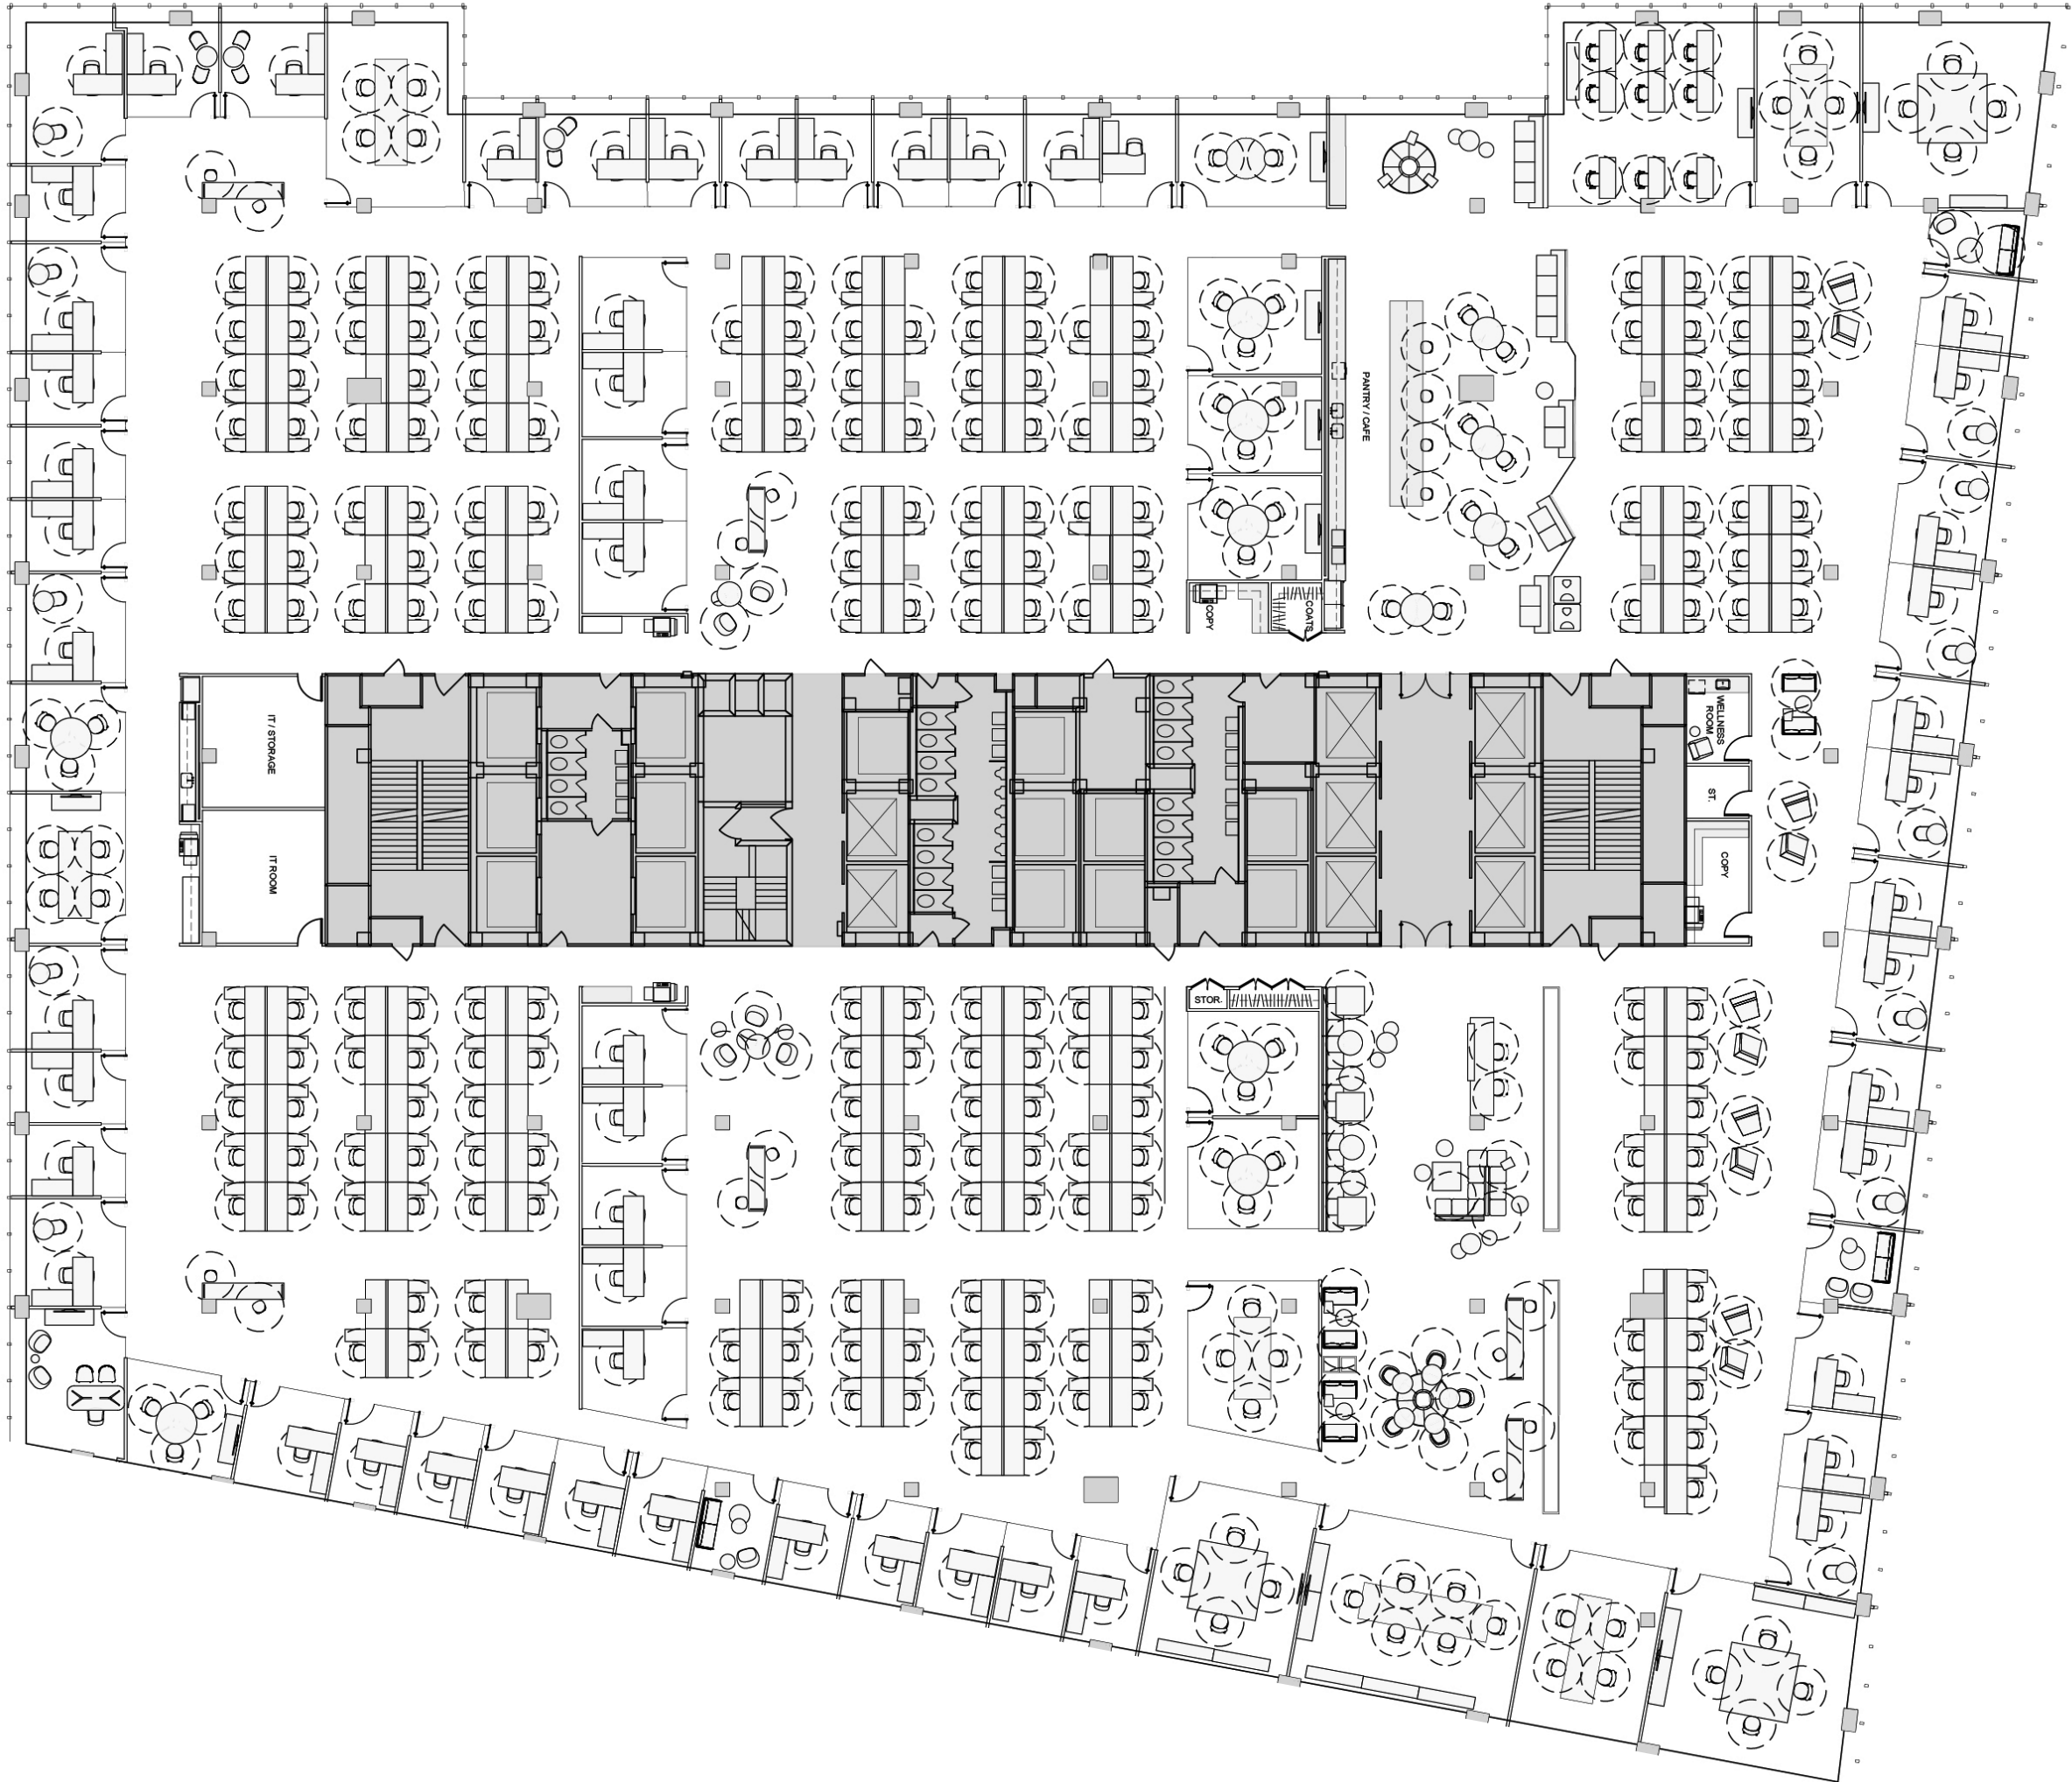 PANTRY / CAFE
COPY
COATS
IT / STORAGE
IT ROOM
WELLNESS
ROOM
ST.
COPY
STOR.